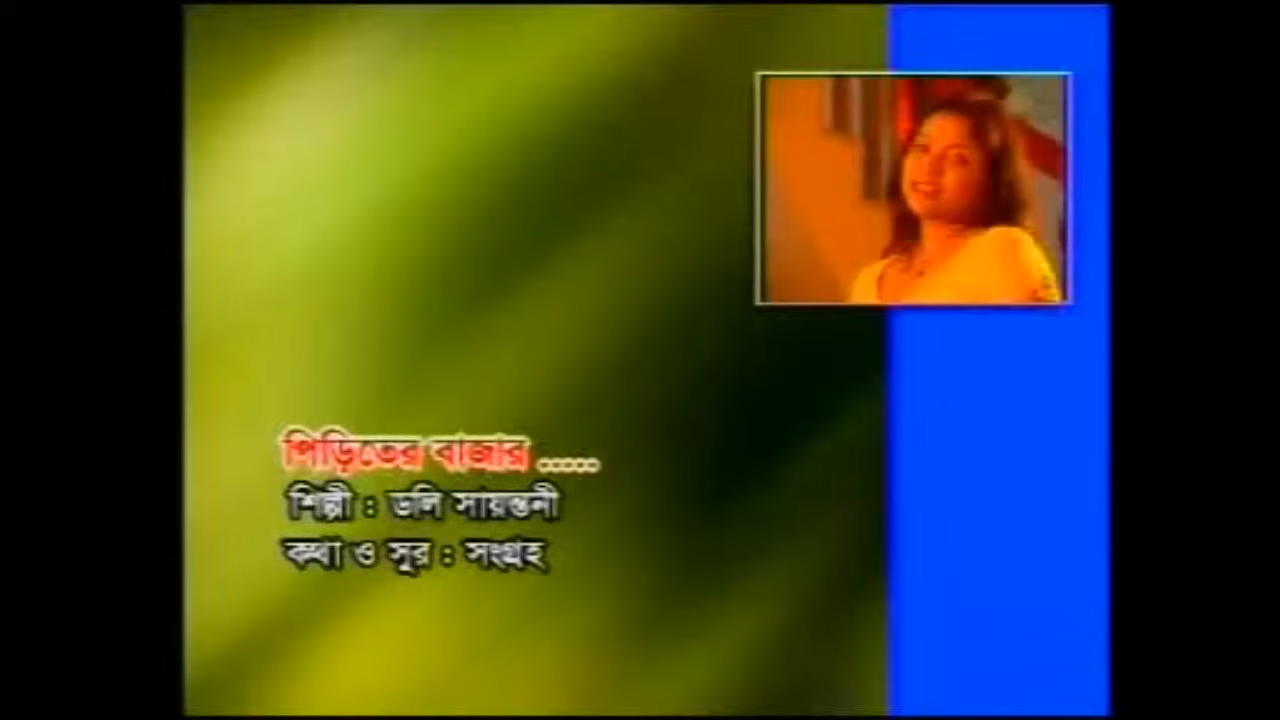 পিড়িতের বাজার .....
শিল্পী : ডলি সায়ন্তনী
কথা ও সুর : সংগ্রহ